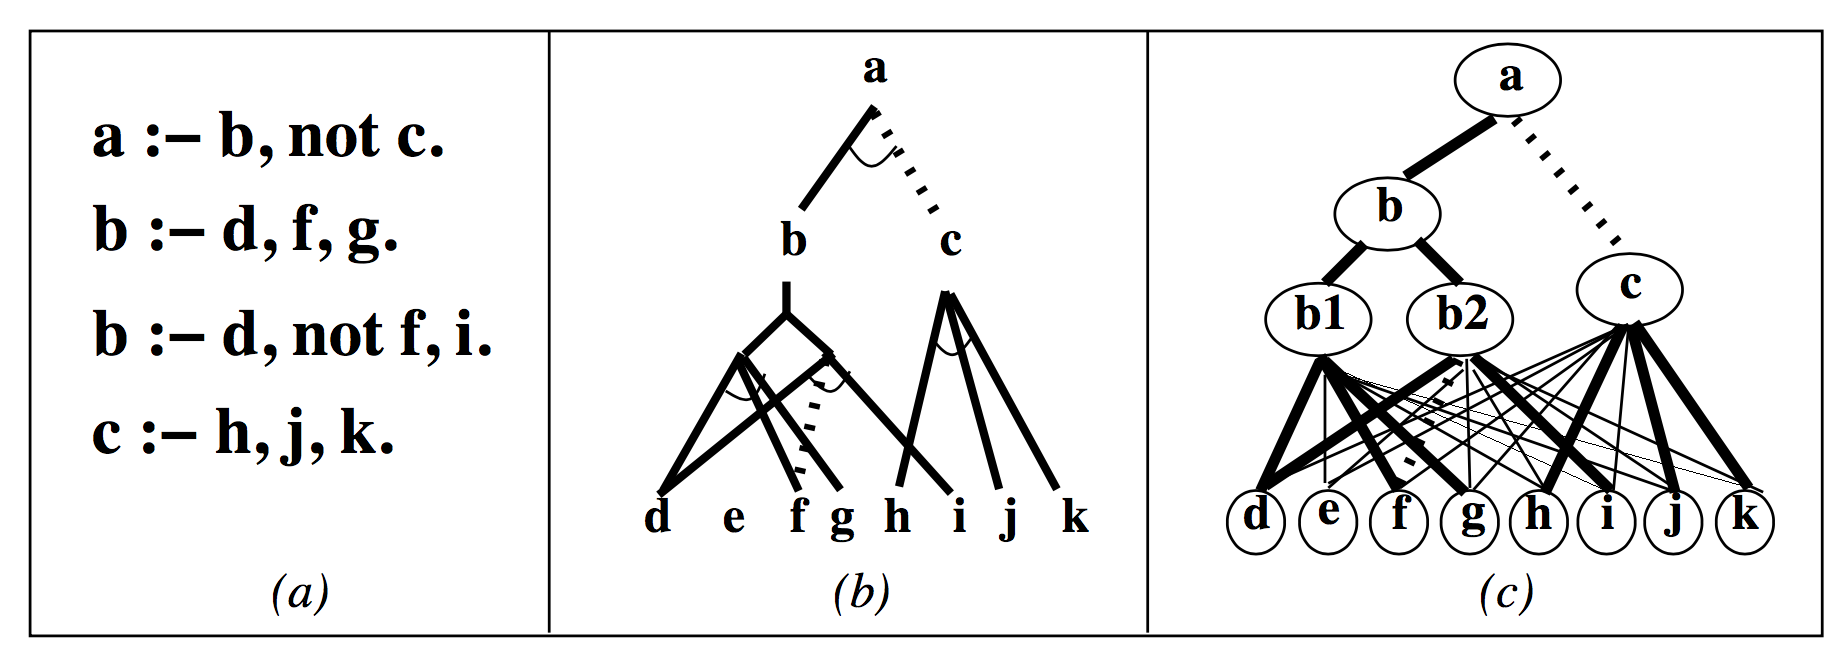 a :– b, not c.
b :– d, f, g.
b :– d, not f, i.
c :– h, j, k.
(a)
a
b c
d e f g h i j k
(b)
a
b
c
b1 b2
d e f g h i j k
(c)